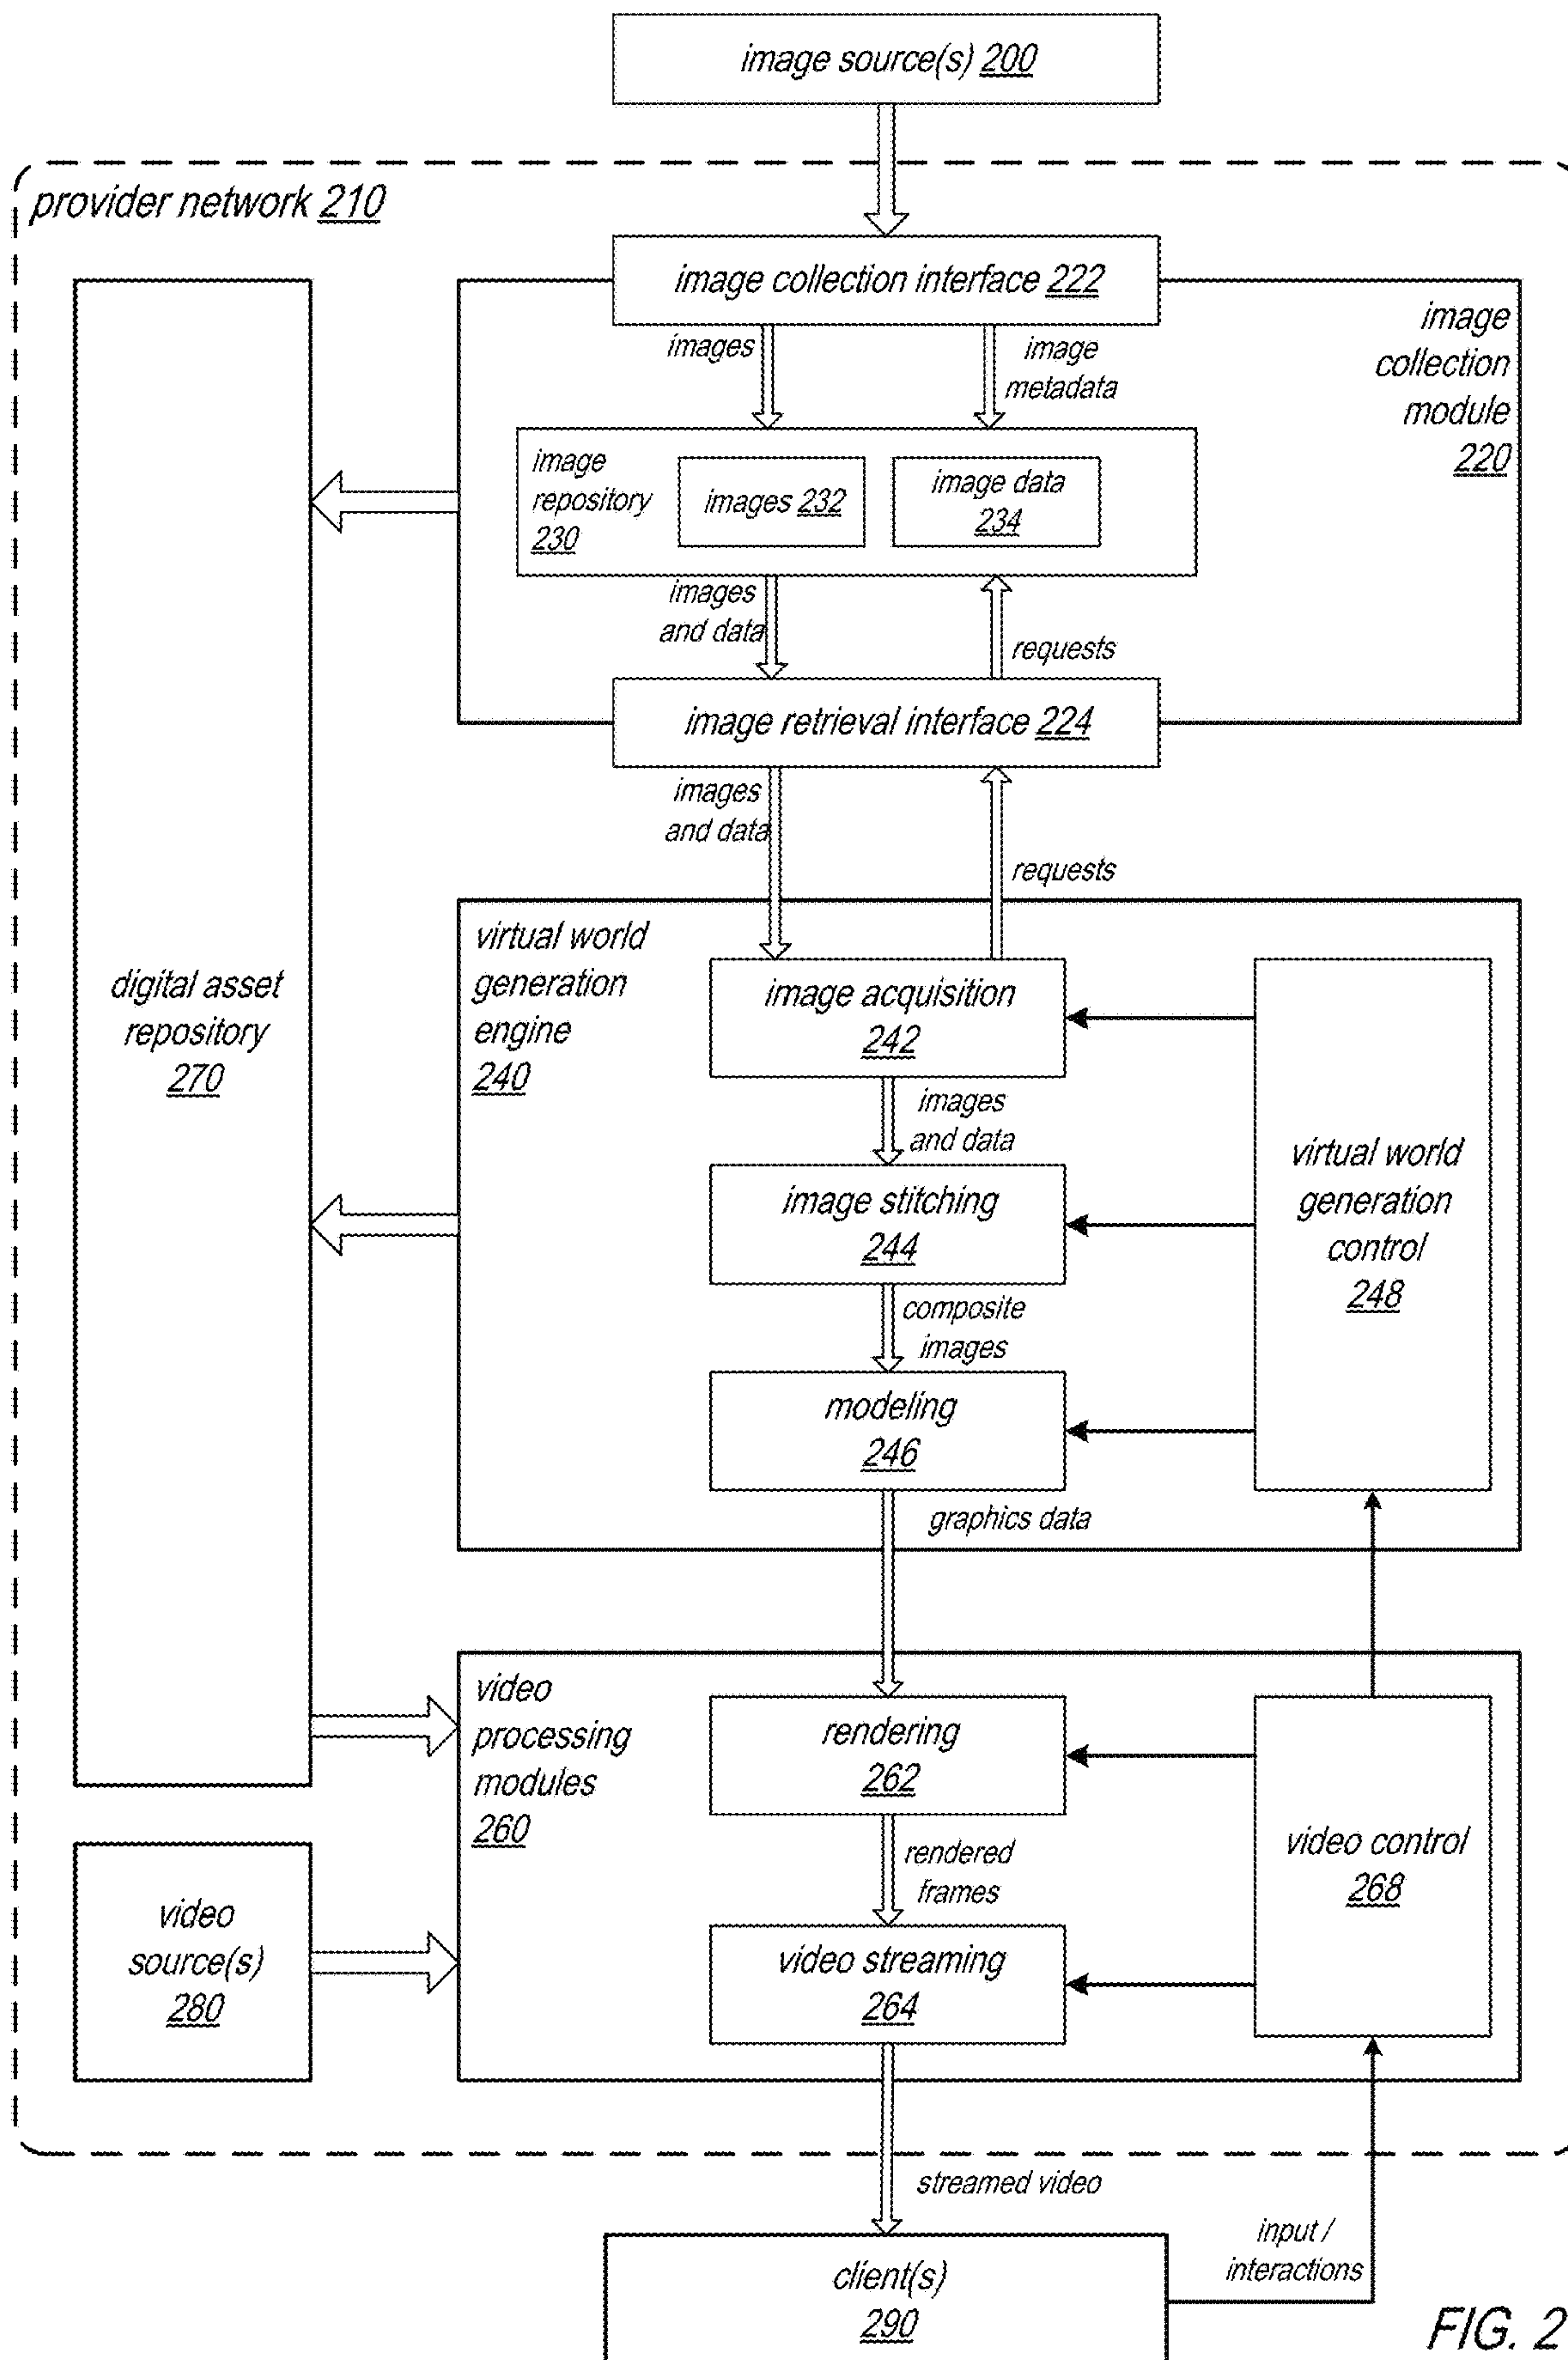 image source(s) 200
provider network 210
image collection interface 222
image
collection
module
220
images
image
metadata
image
repository
230
images 232
image data
234
images
and data
requests
image retrieval interface 224
images
and data
requests
digital asset
repository
270
virtual world
generation
engine
240
image acquisition
242
images
and data
image stitching
244
composite
images
modeling
246
graphics data
virtual world
generation
control
248
video
processing
modules
260
rendering
262
rendered
frames
video streaming
264
video control
268
video
source(s)
280
streamed video
input /
interactions
client(s)
290
FIG. 2